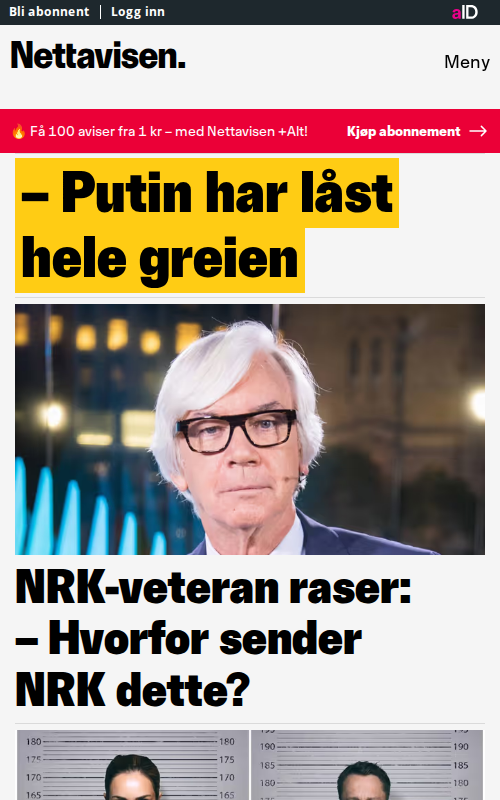 Bli abonnent | Logg inn
aID
Nettavisen.
Meny
🔥 Få 100 aviser fra 1 kr – med Nettavisen +Alt!
Kjøp abonnement →
– Putin har låst
hele greien
NRK-veteran raser:
– Hvorfor sender
NRK dette?
195 195
180 180 190 190
175 175 185 185
170 170 180 180
165 165 175 175